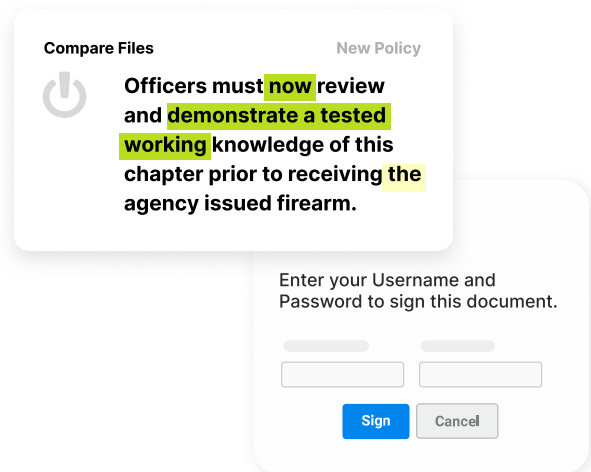 Compare Files
New Policy
Officers must now review
and demonstrate a tested
working knowledge of this
chapter prior to receiving the
agency issued firearm.
Enter your Username and
Password to sign this document.
Sign
Cancel